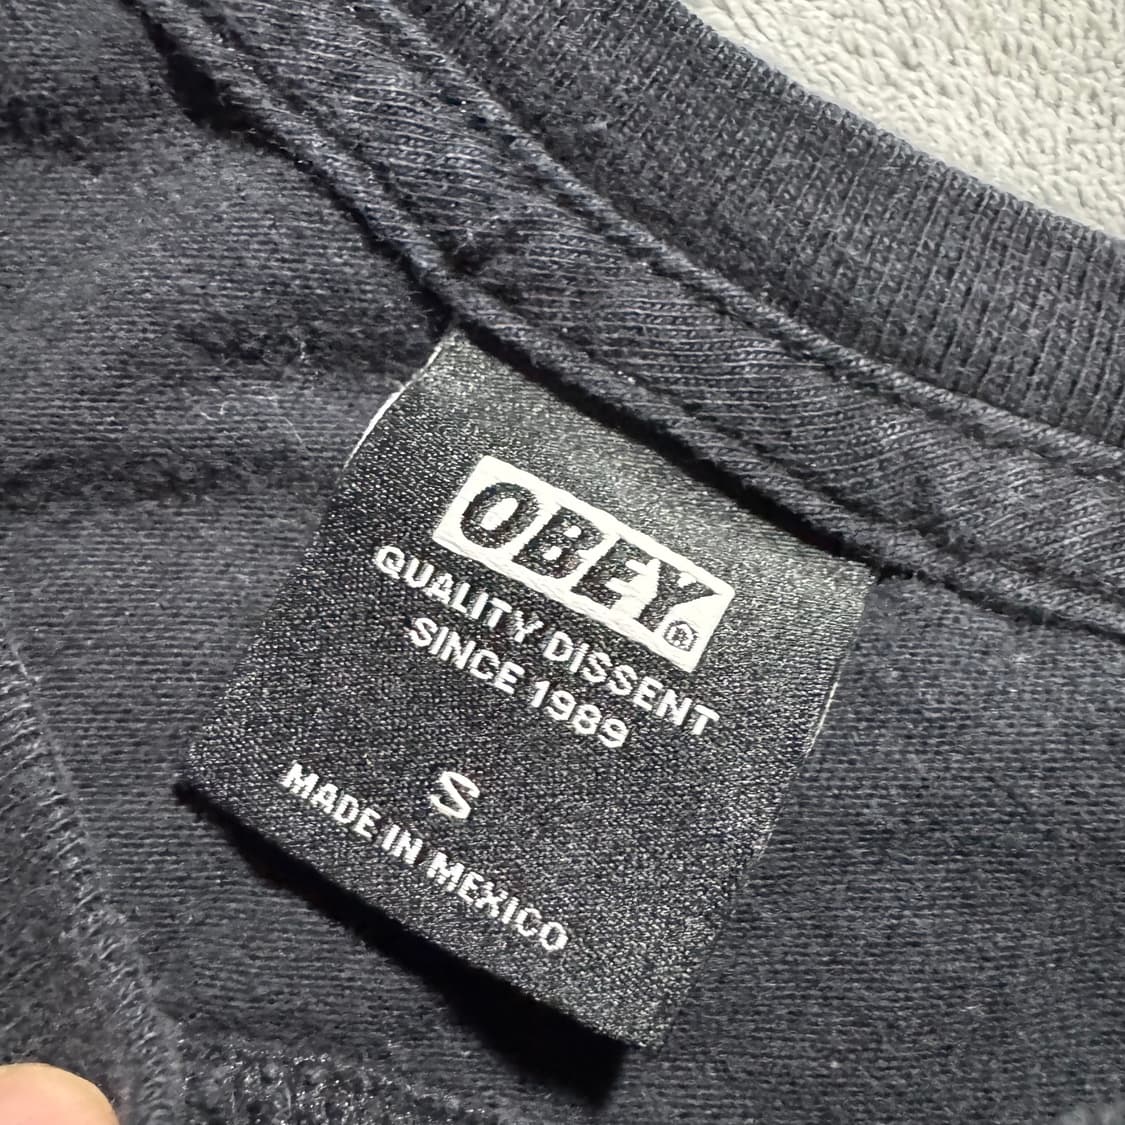 OBEY®
QUALITY DISSENT
SINCE 1989
S
MADE IN MEXICO